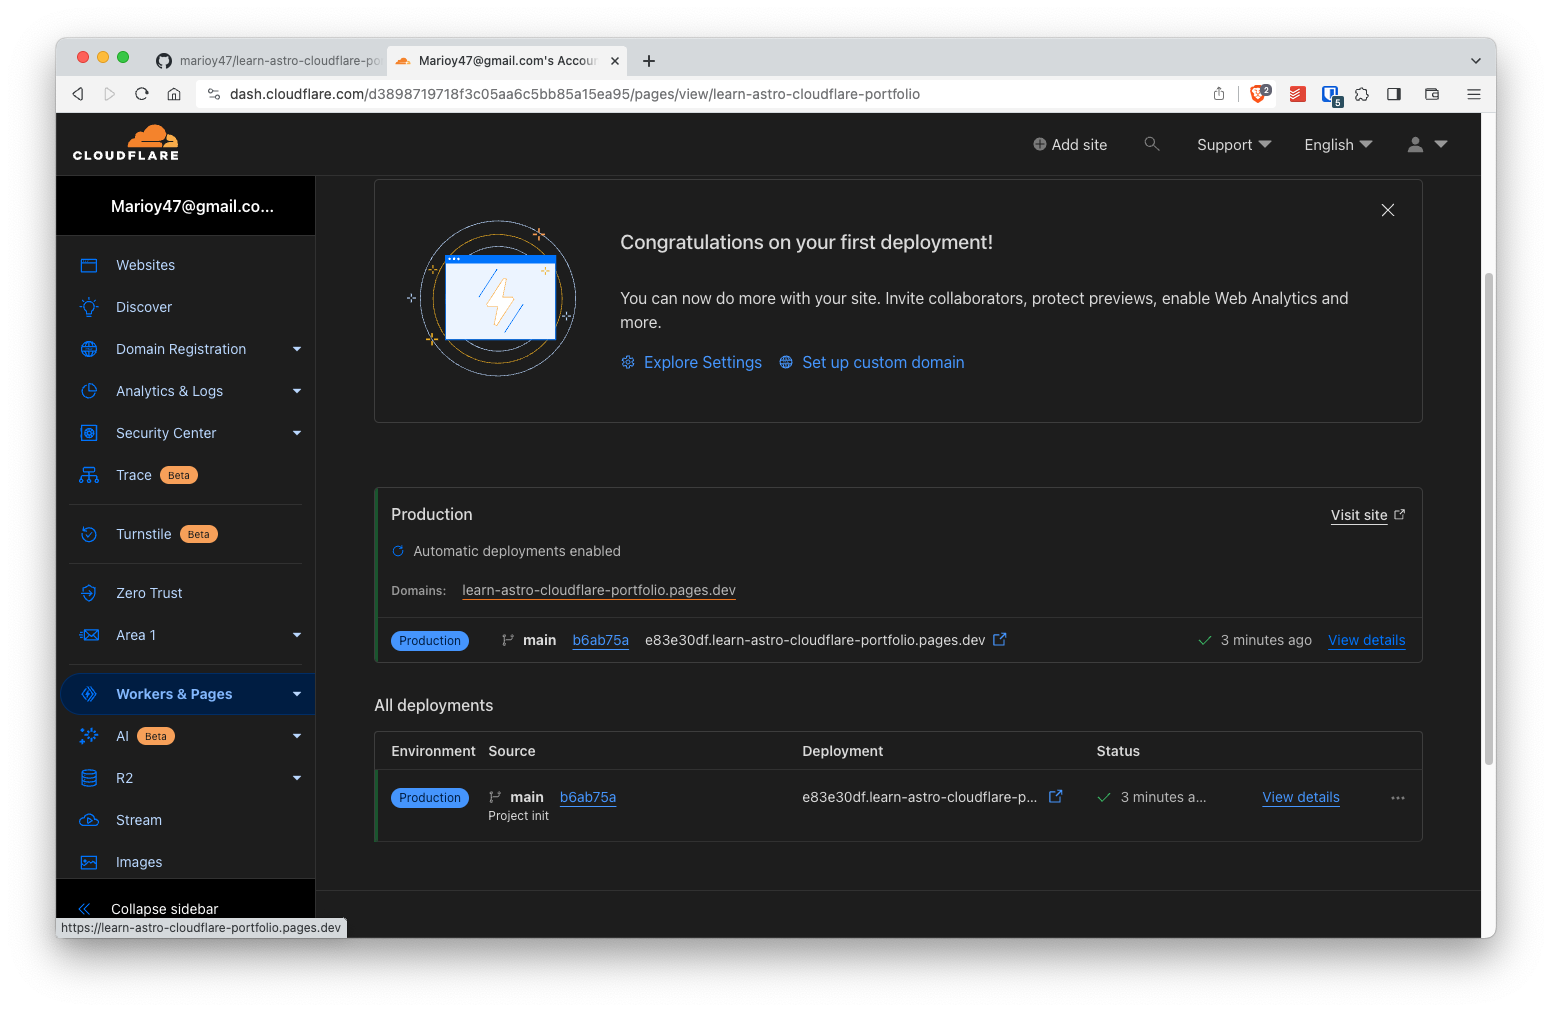 marioy47/learn-astro-cloudflare-po
Marioy47@gmail.com's Accou
dash.cloudflare.com/d3898719718f3c05aa6c5bb85a15ea95/pages/view/learn-astro-cloudflare-portfolio
2
5
CLOUDFLARE
Add site
Support
English
Marioy47@gmail.co...
Websites
Discover
Domain Registration
Analytics & Logs
Security Center
Trace Beta
Turnstile Beta
Zero Trust
Area 1
Workers & Pages
AI Beta
R2
Stream
Images
Collapse sidebar
https://learn-astro-cloudflare-portfolio.pages.dev
Congratulations on your first deployment!
You can now do more with your site. Invite collaborators, protect previews, enable Web Analytics and
more.
Explore Settings Set up custom domain
Production
Visit site
Automatic deployments enabled
Domains: learn-astro-cloudflare-portfolio.pages.dev
Production main b6ab75a e83e30df.learn-astro-cloudflare-portfolio.pages.dev 3 minutes ago View details
All deployments
Environment Source Deployment Status
Production main b6ab75a e83e30df.learn-astro-cloudflare-p... 3 minutes a... View details ...
Project init